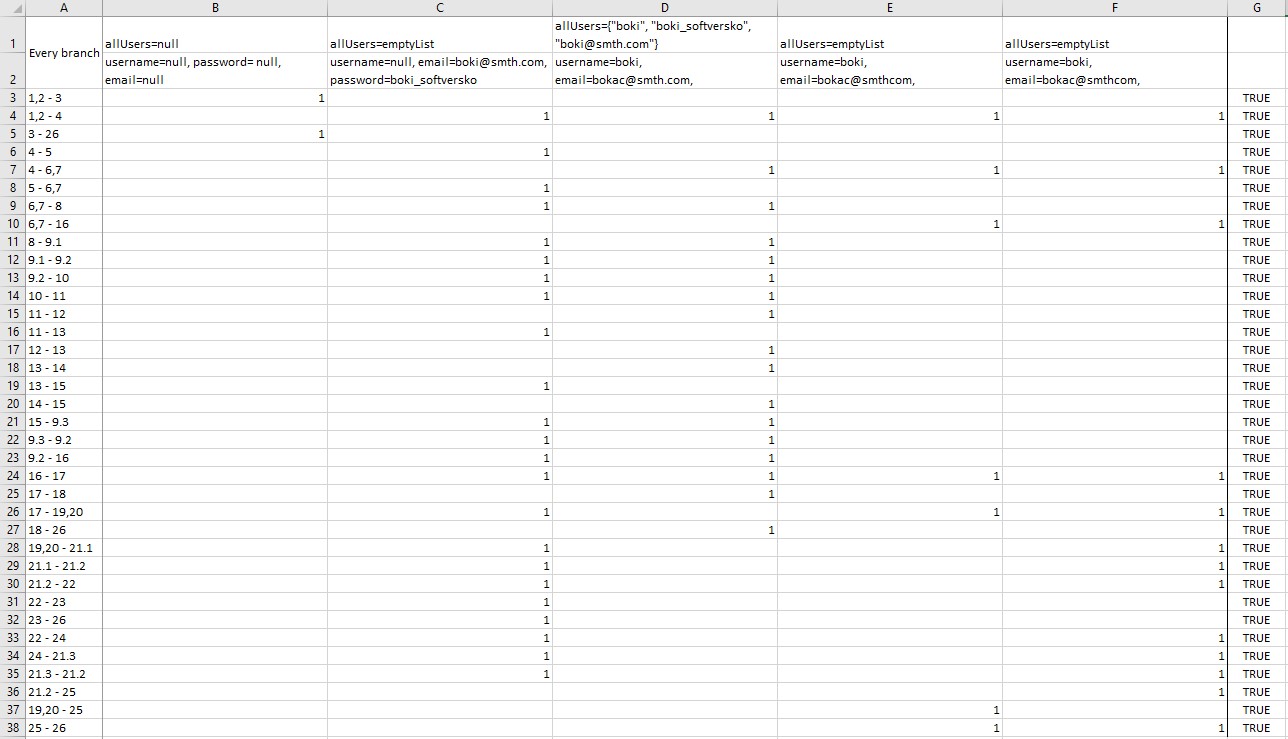 A B C D E F G
1 Every branch allUsers=null allUsers=emptyList allUsers={"boki", "boki_softversko", "boki@smth.com"} allUsers=emptyList allUsers=emptyList
2 username=null, password= null, email=null username=null, email=boki@smth.com, password=boki_softversko username=boki, email=bokac@smth.com, username=boki, email=bokac@smthcom, username=boki, email=bokac@smthcom,
3 1,2 - 3 1 TRUE
4 1,2 - 4 1 1 1 1 TRUE
5 3 - 26 1 TRUE
6 4 - 5 1 TRUE
7 4 - 6,7 1 1 1 TRUE
8 5 - 6,7 1 TRUE
9 6,7 - 8 1 1 TRUE
10 6,7 - 16 1 1 TRUE
11 8 - 9.1 1 1 TRUE
12 9.1 - 9.2 1 1 TRUE
13 9.2 - 10 1 1 TRUE
14 10 - 11 1 1 TRUE
15 11 - 12 1 TRUE
16 11 - 13 1 TRUE
17 12 - 13 1 TRUE
18 13 - 14 1 TRUE
19 13 - 15 1 TRUE
20 14 - 15 1 TRUE
21 15 - 9.3 1 1 TRUE
22 9.3 - 9.2 1 1 TRUE
23 9.2 - 16 1 1 TRUE
24 16 - 17 1 1 1 1 TRUE
25 17 - 18 1 TRUE
26 17 - 19,20 1 1 1 TRUE
27 18 - 26 1 TRUE
28 19,20 - 21.1 1 1 TRUE
29 21.1 - 21.2 1 1 TRUE
30 21.2 - 22 1 1 TRUE
31 22 - 23 1 TRUE
32 23 - 26 1 TRUE
33 22 - 24 1 1 TRUE
34 24 - 21.3 1 1 TRUE
35 21.3 - 21.2 1 1 TRUE
36 21.2 - 25 1 TRUE
37 19,20 - 25 1 TRUE
38 25 - 26 1 1 TRUE